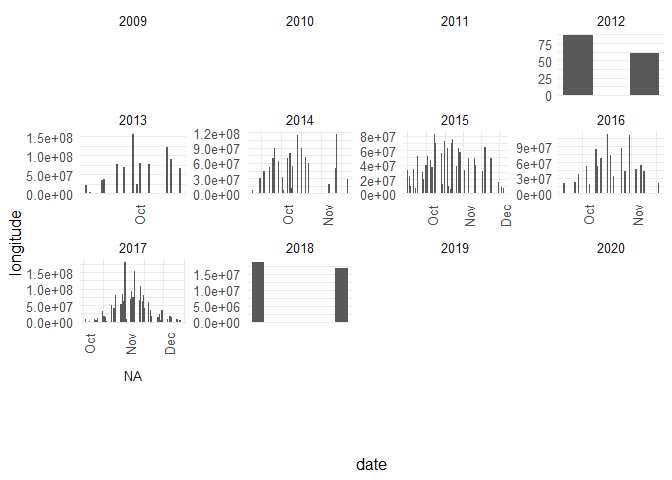 2009 2010 2011 2012
75
50
25
0
2013 2014 2015 2016
1.5e+08 1.2e+08 8e+07
1.0e+08 9.0e+07 6e+07 9e+07
5.0e+07 6.0e+07 4e+07 6e+07
3.0e+07 2e+07 3e+07
0.0e+00 0.0e+00 0e+00 0e+00
Oct Oct Nov Oct Nov Dec Oct Nov
longitude
2017 2018 2019 2020
1.5e+08 1.5e+07
1.0e+08 1.0e+07
5.0e+07 5.0e+06
0.0e+00 0.0e+00
Oct Nov Dec
NA
date